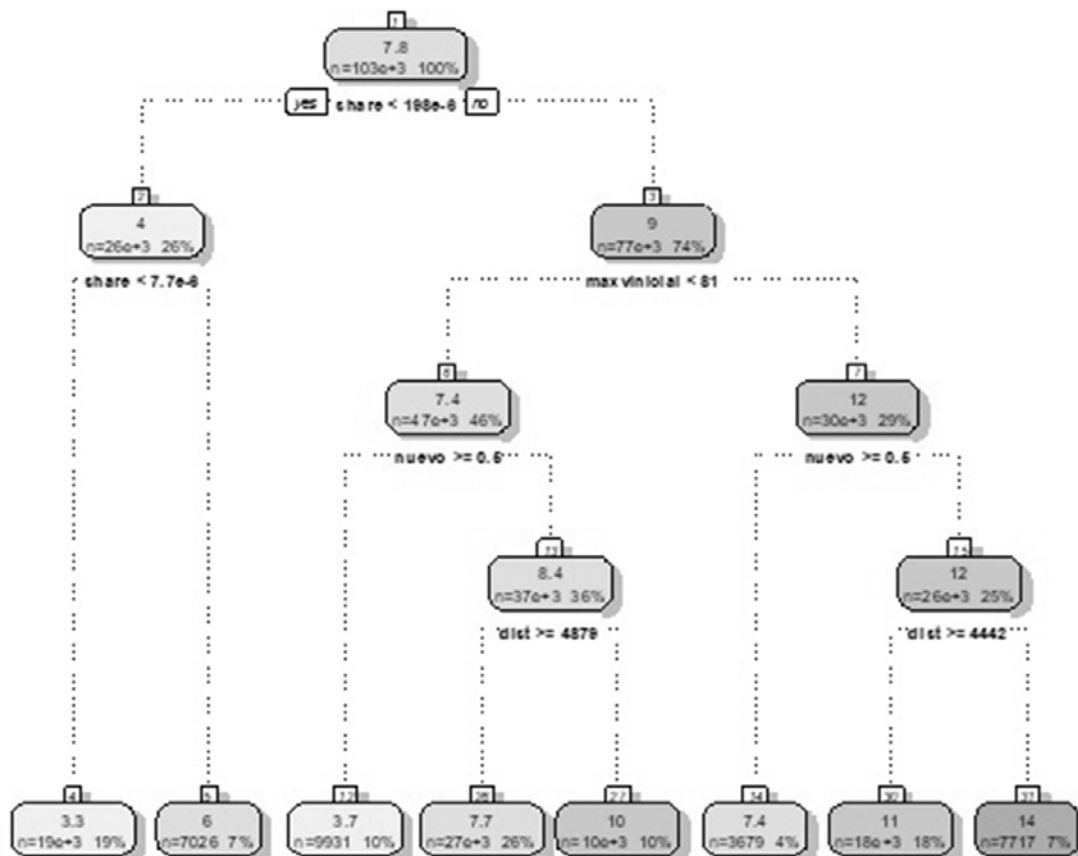 1
7.8
n=103e+3 100%
yes share < 198e-6 no
2
4
n=26e+3 26%
3
9
n=77e+3 74%
share < 7.7e-6
< 81
6
7.4
n=47e+3 46%
7
12
n=30e+3 29%
nuevo >= 0.5
nuevo >= 0.5
13
8.4
n=37e+3 36%
15
12
n=26e+3 25%
dist >= 4879
dist >= 4442
4
3.3
n=19e+3 19%
5
6
n=7026 7%
12
3.7
n=9931 10%
26
7.7
n=27e+3 26%
27
10
n=10e+3 10%
14
7.4
n=3679 4%
30
11
n=18e+3 18%
31
14
n=7717 7%